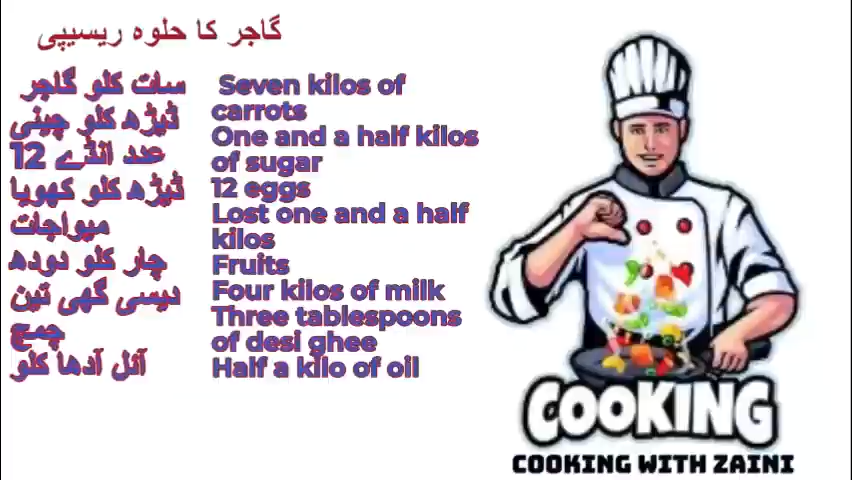 گاجر کا حلوہ ریسیپی
سات کلو گاجر
ٹیڑھ کلو چینی
12 عدد انڈے
ٹیڑھ کلو کھویا
میواجات
چار کلو دودھ
دیسی گھی تین
چمچ
آئل آدھا کلو
Seven kilos of
carrots
One and a half kilos
of sugar
12 eggs
Lost one and a half
kilos
Fruits
Four kilos of milk
Three tablespoons
of desi ghee
Half a kilo of oil
COOKING
COOKING WITH ZAINI